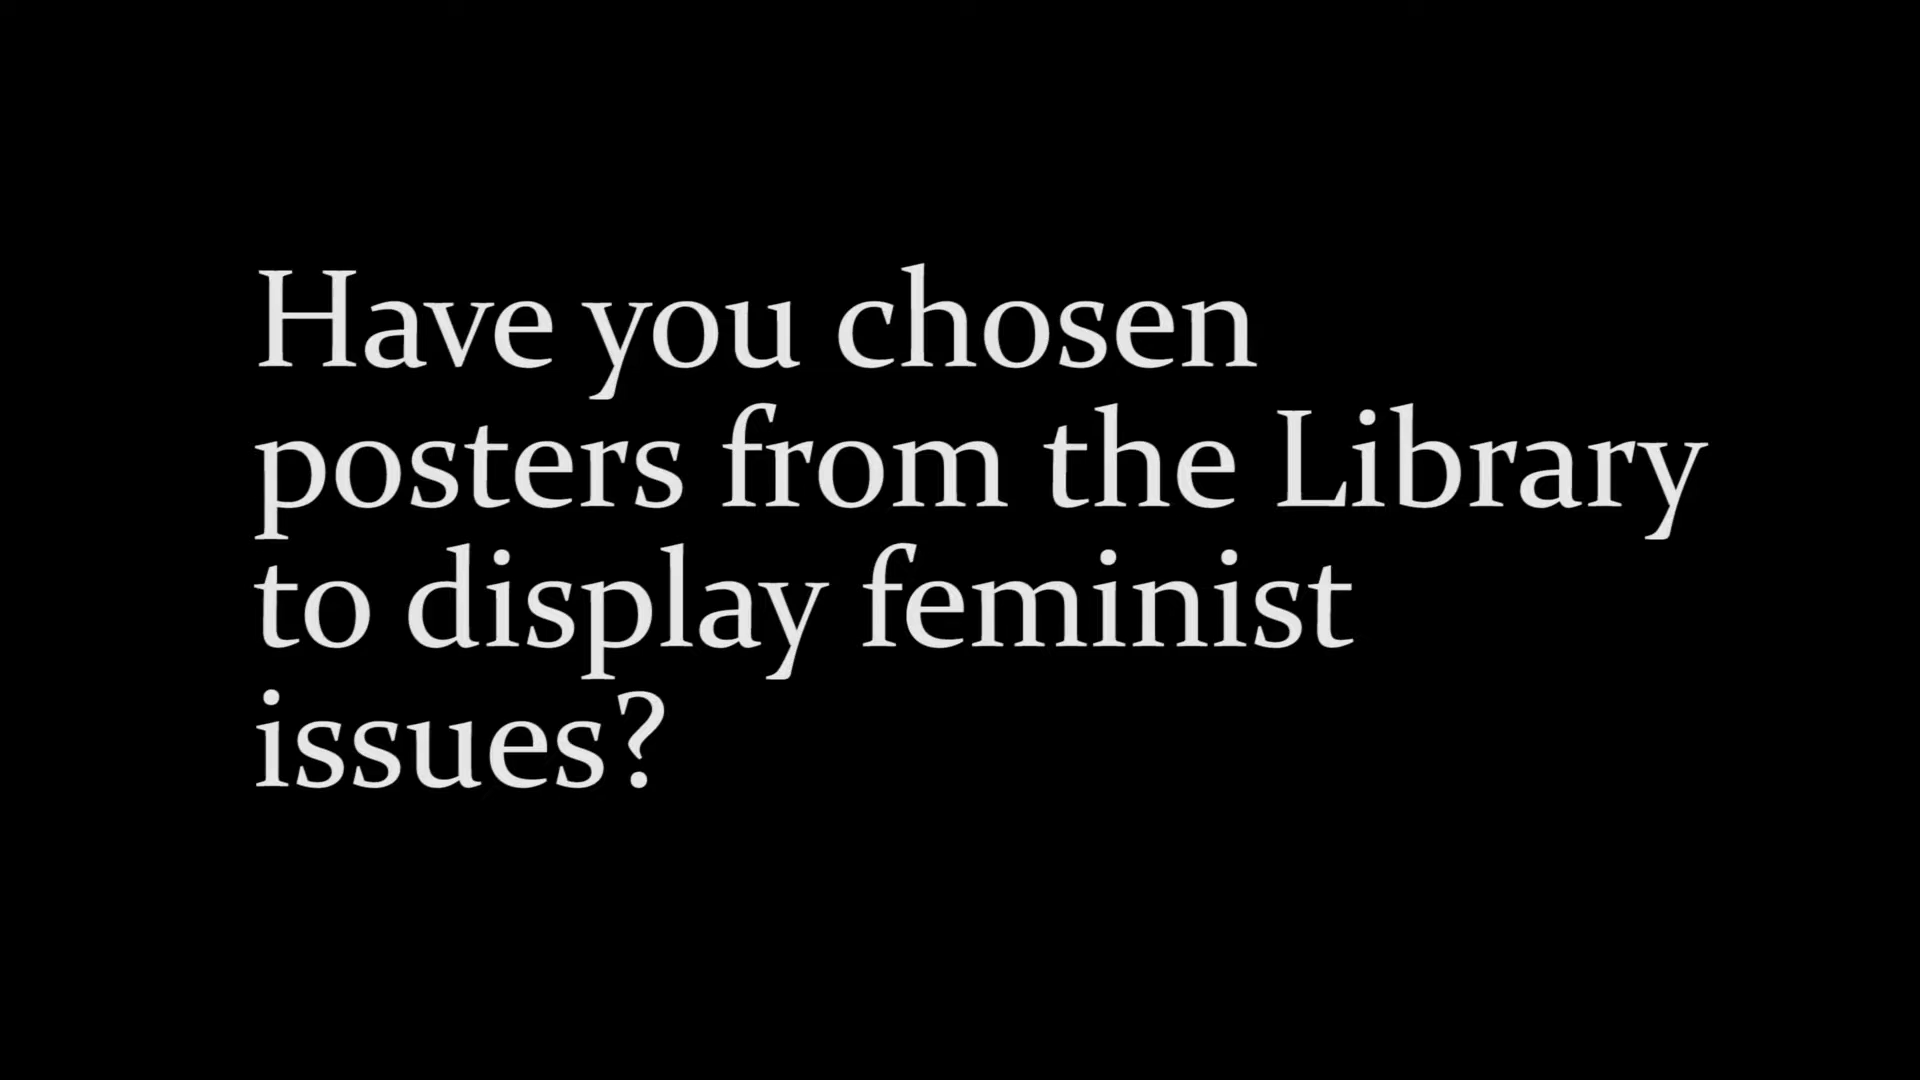 Have you chosen
posters from the Library
to display feminist
issues?